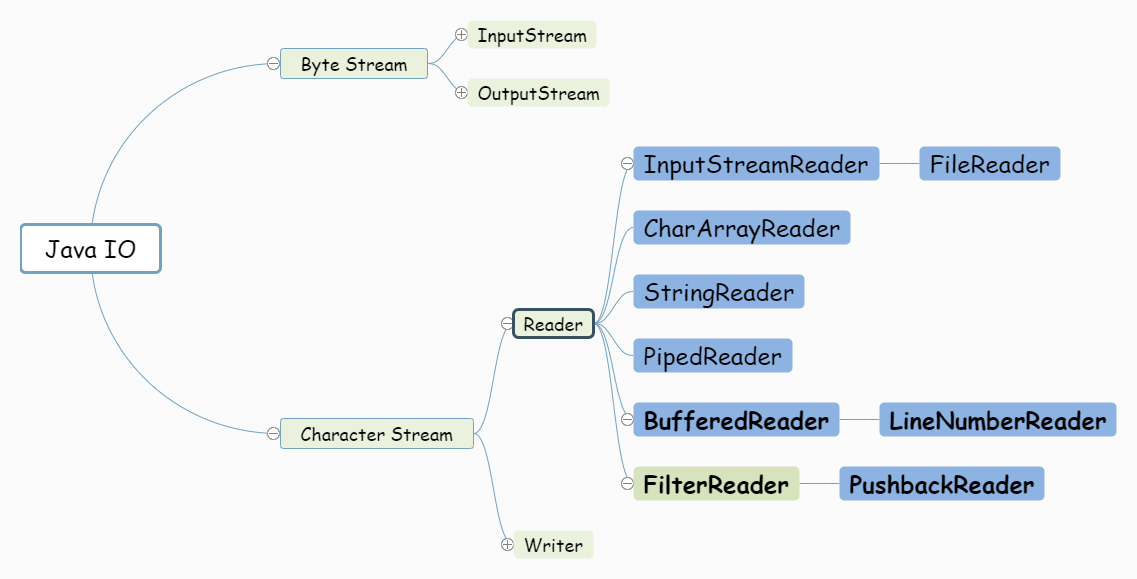 InputStream
Byte Stream
OutputStream
InputStreamReader
FileReader
CharArrayReader
Java IO
StringReader
Reader
PipedReader
BufferedReader
LineNumberReader
Character Stream
FilterReader
PushbackReader
Writer